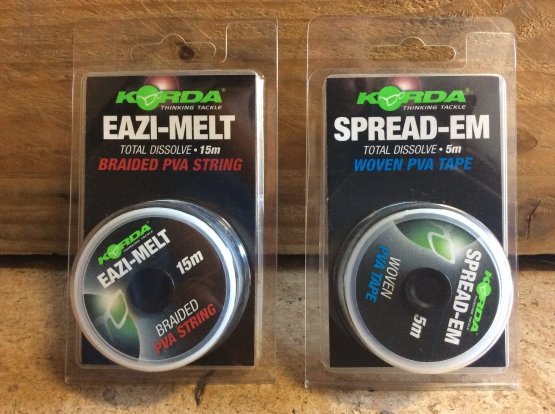 KORDA
THINKING TACKLE
EAZI-MELT
TOTAL DISSOLVE • 15m
BRAIDED PVA STRING
KORDA
EAZI-MELT
15m
BRAIDED
PVA STRING
KORDA
THINKING TACKLE
SPREAD-EM
TOTAL DISSOLVE • 5m
WOVEN PVA TAPE
KORDA
SPREAD-EM
5m
WOVEN
PVA TAPE